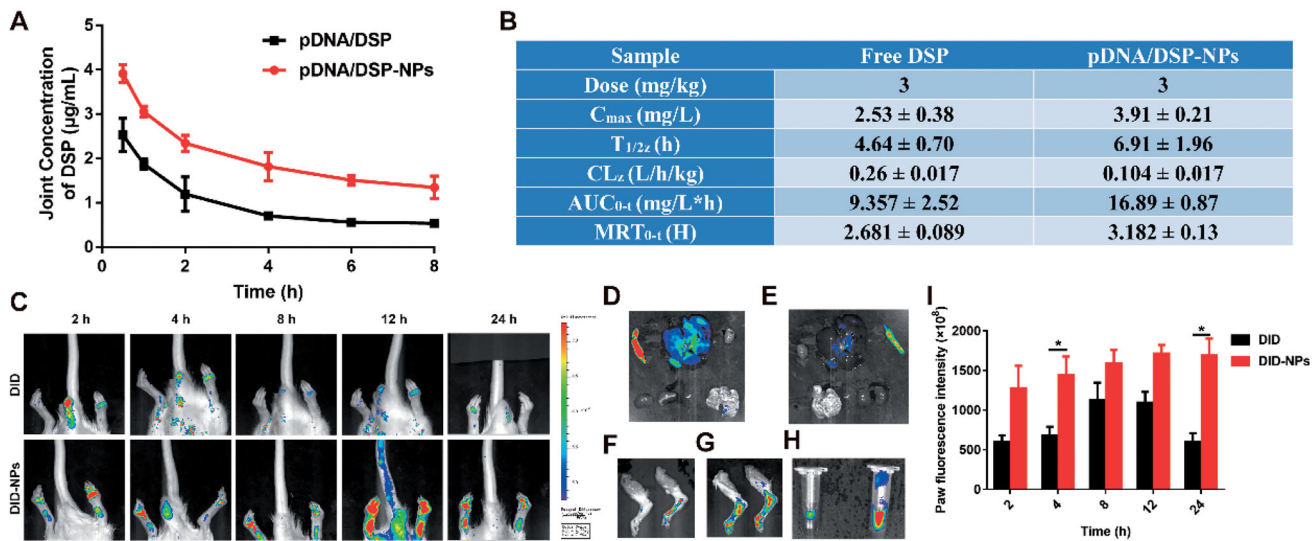 A
Joint Concentration
of DSP (μg/mL)
5
4
3
2
1
0
0
2
4
6
8
Time (h)
pDNA/DSP
pDNA/DSP-NPs
B
Sample Free DSP pDNA/DSP-NPs
Dose (mg/kg) 3 3
Cmax (mg/L) 2.53 ± 0.38 3.91 ± 0.21
T1/2z (h) 4.64 ± 0.70 6.91 ± 1.96
CLz (L/h/kg) 0.26 ± 0.017 0.104 ± 0.017
AUC0-t (mg/L*h) 9.357 ± 2.52 16.89 ± 0.87
MRT0-t (H) 2.681 ± 0.089 3.182 ± 0.13
C
2 h 4 h 8 h 12 h 24 h
DID
DID-NPs
D
E
F
G
H
I
Paw fluorescence intensity (×10⁸)
2000
1500
1000
500
0
* *
2 4 8 12 24
Time (h)
DID
DID-NPs